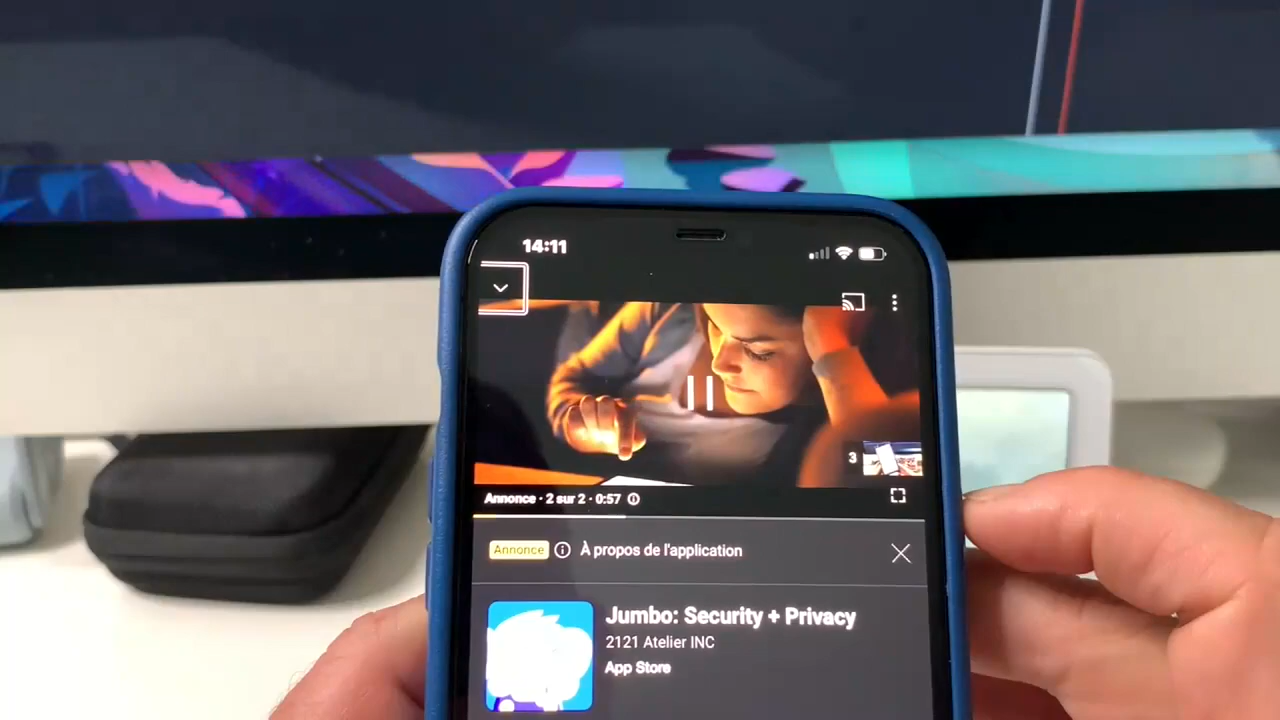 14:11
3
Annonce · 2 sur 2 · 0:57
Annonce À propos de l'application
Jumbo: Security + Privacy
2121 Atelier INC
App Store